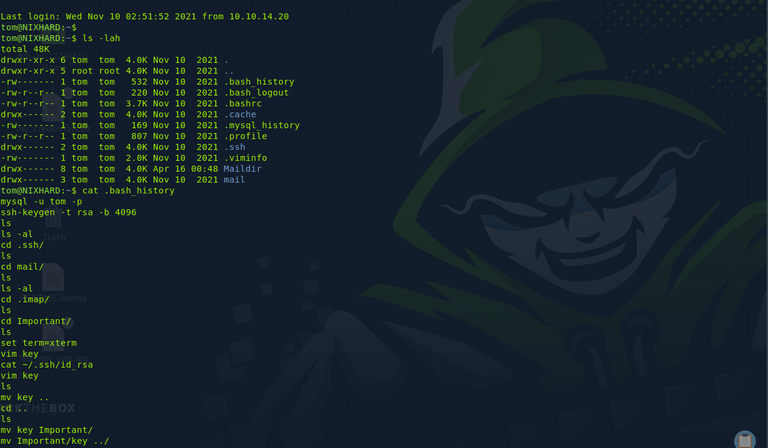 Last login: Wed Nov 10 02:51:52 2021 from 10.10.14.20
tom@NIXHARD:~$
tom@NIXHARD:~$ ls -lah
total 48K
drwxr-xr-x 6 tom  tom  4.0K Nov 10  2021 .
drwxr-xr-x 5 root root 4.0K Nov 10  2021 ..
-rw------- 1 tom  tom   532 Nov 10  2021 .bash_history
-rw-r--r-- 1 tom  tom   220 Nov 10  2021 .bash_logout
-rw-r--r-- 1 tom  tom  3.7K Nov 10  2021 .bashrc
drwx------ 2 tom  tom  4.0K Nov 10  2021 .cache
-rw------- 1 tom  tom   169 Nov 10  2021 .mysql_history
-rw-r--r-- 1 tom  tom   807 Nov 10  2021 .profile
drwx------ 2 tom  tom  4.0K Nov 10  2021 .ssh
-rw------- 1 tom  tom  2.0K Nov 10  2021 .viminfo
drwx------ 8 tom  tom  4.0K Apr 16 00:48 Maildir
drwx------ 3 tom  tom  4.0K Nov 10  2021 mail
tom@NIXHARD:~$ cat .bash_history
mysql -u tom -p
ssh-keygen -t rsa -b 4096
ls
ls -al
Trash
cd .ssh/
ls
cd mail/
ls
ls -al
cd .imap/
.license
ls
cd Important/
ls
set term=xterm
vim key
cat ~/.ssh/id_rsa
vim key
ls
mv key ..
cd ..
THEBOX
ls
mv key Important/
mv Important/key ../